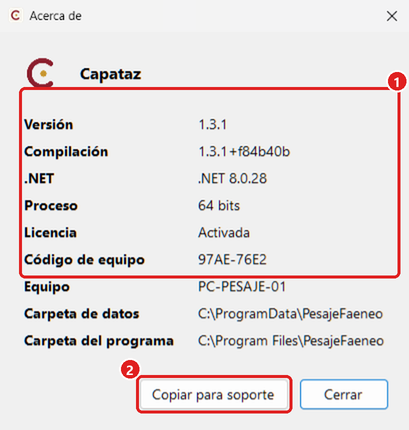 Acerca de
1
Capataz
Versión 1.3.1
Compilación 1.3.1+f84b40b
.NET .NET 8.0.28
Proceso 64 bits
Licencia Activada
Código de equipo 97AE-76E2
Equipo PC-PESAJE-01
Carpeta de datos C:\ProgramData\PesajeFaeneo
Carpeta del programa C:\Program Files\PesajeFaeneo
2
Copiar para soporte Cerrar